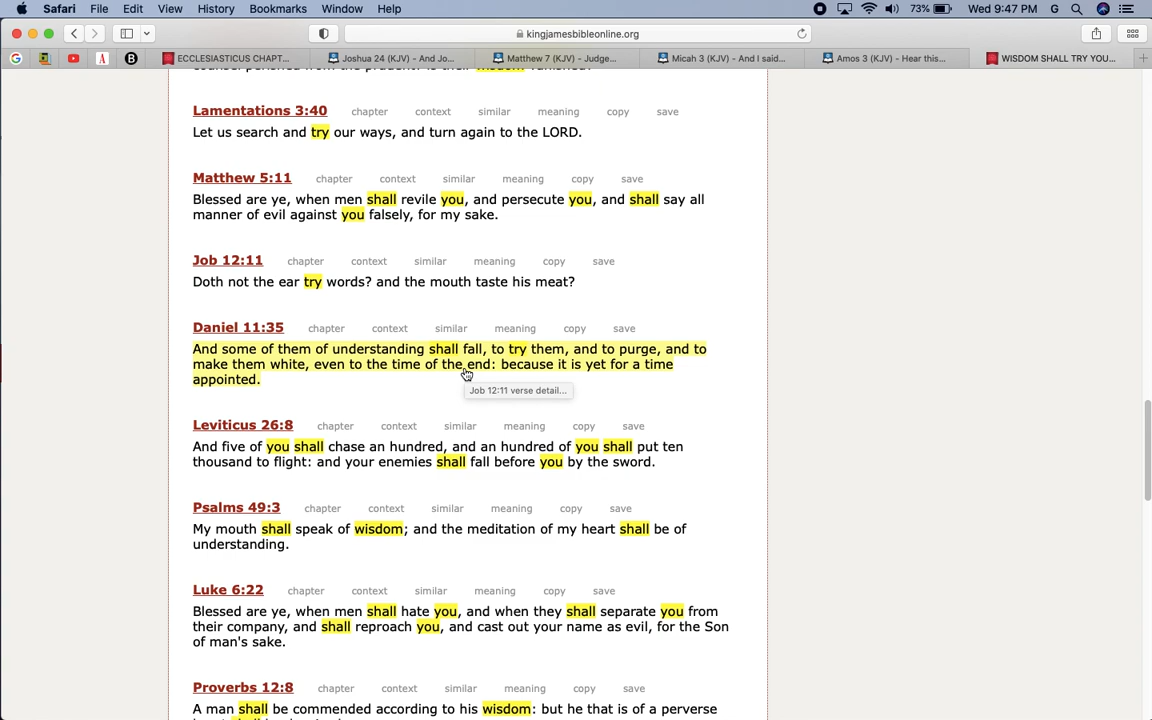 Safari File Edit View History Bookmarks Window Help 73% Wed 9:47 PM G
kingjamesbibleonline.org
ECCLESIASTICUS CHAPT... Joshua 24 (KJV) - And Jo... Matthew 7 (KJV) - Judge... Micah 3 (KJV) - And I said... Amos 3 (KJV) - Hear this... WISDOM SHALL TRY YOU...
Lamentations 3:40 chapter context similar meaning copy save
Let us search and try our ways, and turn again to the LORD.
Matthew 5:11 chapter context similar meaning copy save
Blessed are ye, when men shall revile you, and persecute you, and shall say all
manner of evil against you falsely, for my sake.
Job 12:11 chapter context similar meaning copy save
Doth not the ear try words? and the mouth taste his meat?
Daniel 11:35 chapter context similar meaning copy save
And some of them of understanding shall fall, to try them, and to purge, and to
make them white, even to the time of the end: because it is yet for a time
appointed.
Job 12:11 verse detail...
Leviticus 26:8 chapter context similar meaning copy save
And five of you shall chase an hundred, and an hundred of you shall put ten
thousand to flight: and your enemies shall fall before you by the sword.
Psalms 49:3 chapter context similar meaning copy save
My mouth shall speak of wisdom; and the meditation of my heart shall be of
understanding.
Luke 6:22 chapter context similar meaning copy save
Blessed are ye, when men shall hate you, and when they shall separate you from
their company, and shall reproach you, and cast out your name as evil, for the Son
of man's sake.
Proverbs 12:8 chapter context similar meaning copy save
A man shall be commended according to his wisdom: but he that is of a perverse